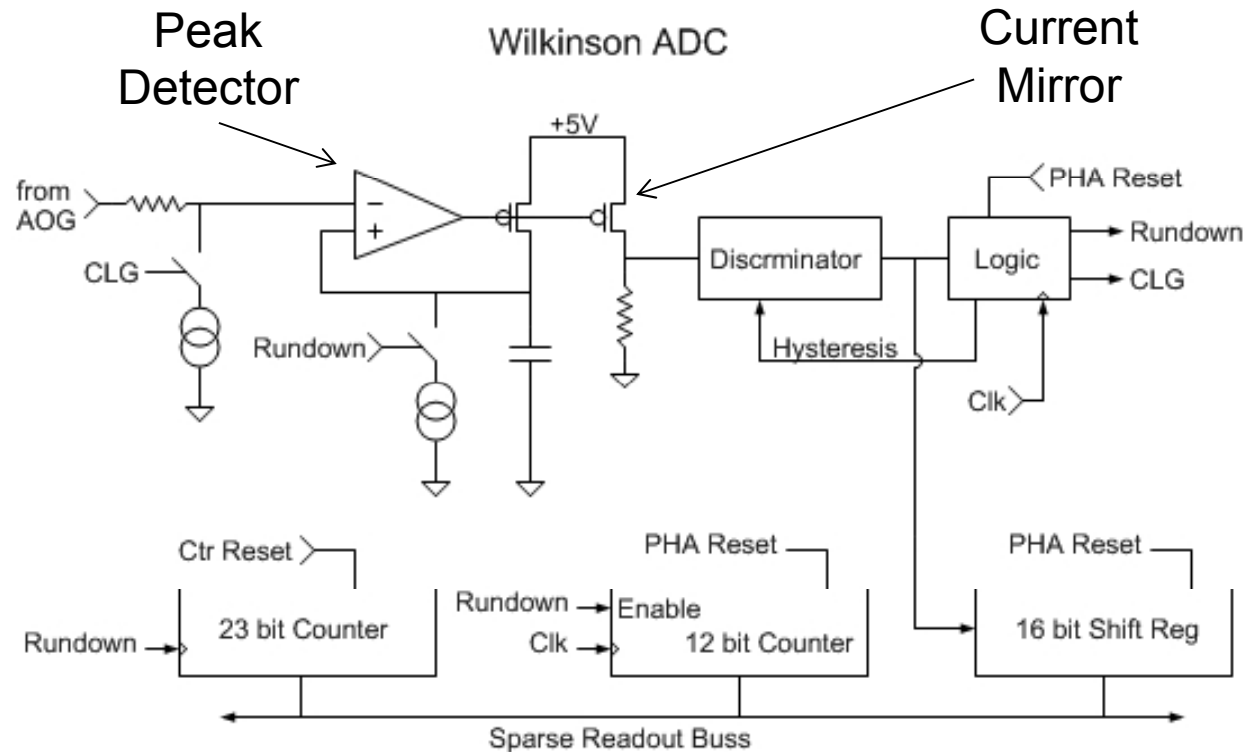 Peak
Detector
Wilkinson ADC
Current
Mirror
+5V
from
AOG
PHA Reset
Rundown
CLG
−
+
CLG
Discrminator
Logic
Rundown
Hysteresis
Clk
Ctr Reset
PHA Reset
PHA Reset
Rundown
23 bit Counter
Rundown
Enable
Clk
12 bit Counter
16 bit Shift Reg
Sparse Readout Buss